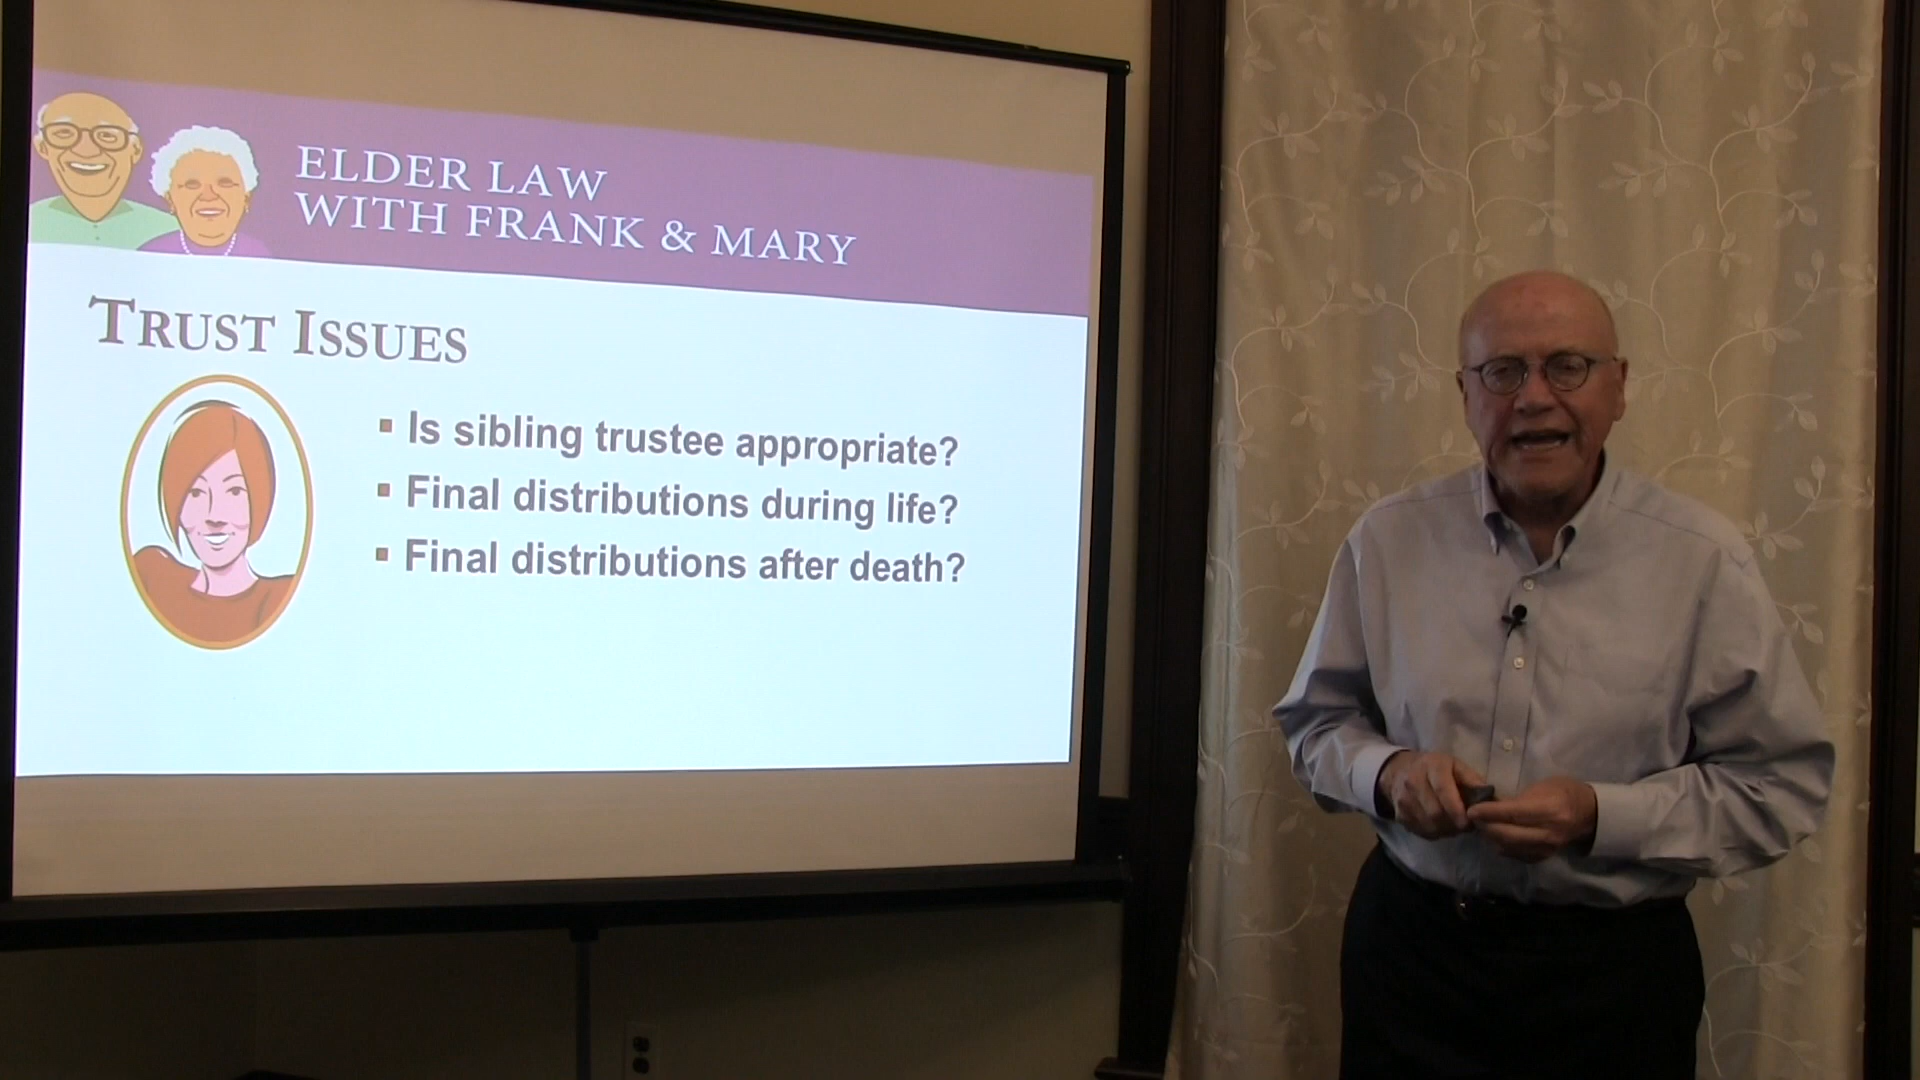 ELDER LAW
WITH FRANK & MARY
TRUST ISSUES
▪ Is sibling trustee appropriate?
▪ Final distributions during life?
▪ Final distributions after death?